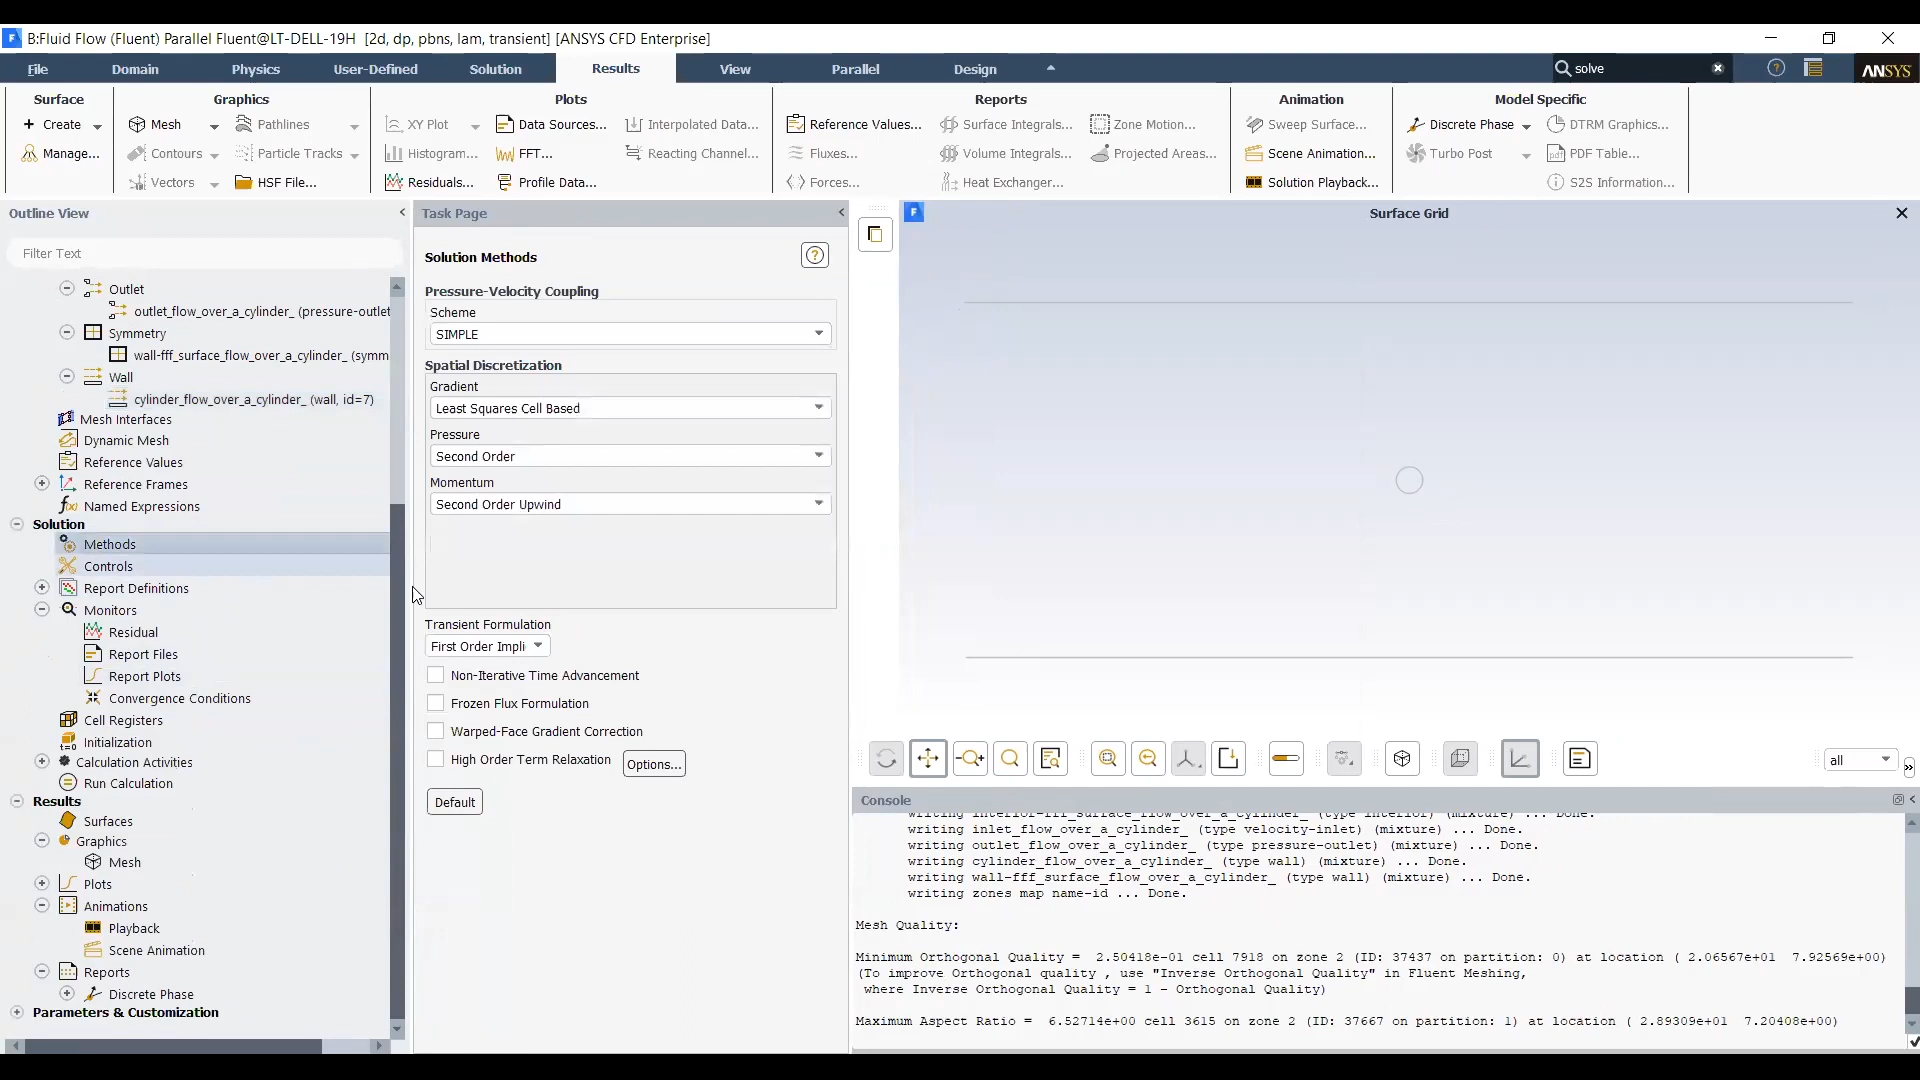 B:Fluid Flow (Fluent) Parallel Fluent@LT-DELL-19H [2d, dp, pbns, lam, transient] [ANSYS CFD Enterprise]
File Domain Physics User-Defined Solution Results View Parallel Design solve ANSYS
Surface Graphics Plots Reports Animation Model Specific
Create Mesh Pathlines XY Plot Data Sources... Interpolated Data... Reference Values... Surface Integrals... Zone Motion... Sweep Surface... Discrete Phase DTRM Graphics...
Manage... Contours Particle Tracks Histogram... FFT... Reacting Channel... Fluxes... Volume Integrals... Projected Areas... Scene Animation... Turbo Post PDF Table...
Vectors HSF File... Residuals... Profile Data... Forces... Heat Exchanger... Solution Playback... S2S Information...
Outline View
Filter Text
Outlet
outlet_flow_over_a_cylinder_ (pressure-outlet
Symmetry
wall-fff_surface_flow_over_a_cylinder_ (symm
Wall
cylinder_flow_over_a_cylinder_ (wall, id=7)
Mesh Interfaces
Dynamic Mesh
Reference Values
Reference Frames
Named Expressions
Solution
Methods
Controls
Report Definitions
Monitors
Residual
Report Files
Report Plots
Convergence Conditions
Cell Registers
Initialization
Calculation Activities
Run Calculation
Results
Surfaces
Graphics
Mesh
Plots
Animations
Playback
Scene Animation
Reports
Discrete Phase
Parameters & Customization
Task Page
Solution Methods
Pressure-Velocity Coupling
Scheme
SIMPLE
Spatial Discretization
Gradient
Least Squares Cell Based
Pressure
Second Order
Momentum
Second Order Upwind
Transient Formulation
First Order Impli
Non-Iterative Time Advancement
Frozen Flux Formulation
Warped-Face Gradient Correction
High Order Term Relaxation Options...
Default
Surface Grid
all
Console
writing interior-fff_surface_flow_over_a_cylinder_ (type interior) (mixture) ... Done.
writing inlet_flow_over_a_cylinder_ (type velocity-inlet) (mixture) ... Done.
writing outlet_flow_over_a_cylinder_ (type pressure-outlet) (mixture) ... Done.
writing cylinder_flow_over_a_cylinder_ (type wall) (mixture) ... Done.
writing wall-fff_surface_flow_over_a_cylinder_ (type wall) (mixture) ... Done.
writing zones map name-id ... Done.
Mesh Quality:
Minimum Orthogonal Quality = 2.50418e-01 cell 7918 on zone 2 (ID: 37437 on partition: 0) at location ( 2.06567e+01 7.92569e+00)
(To improve Orthogonal quality , use "Inverse Orthogonal Quality" in Fluent Meshing,
where Inverse Orthogonal Quality = 1 - Orthogonal Quality)
Maximum Aspect Ratio = 6.52714e+00 cell 3615 on zone 2 (ID: 37667 on partition: 1) at location ( 2.89309e+01 7.20408e+00)